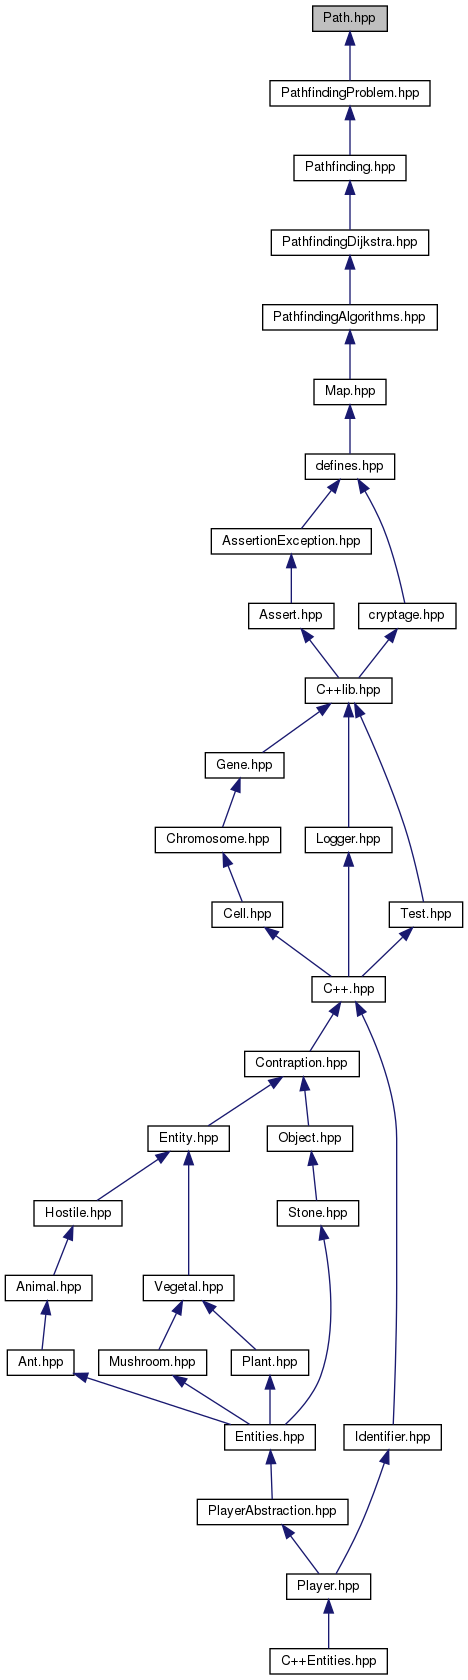 Path.hpp
PathfindingProblem.hpp
Pathfinding.hpp
PathfindingDijkstra.hpp
PathfindingAlgorithms.hpp
Map.hpp
defines.hpp
AssertionException.hpp
Assert.hpp
cryptage.hpp
C++lib.hpp
Gene.hpp
Chromosome.hpp
Logger.hpp
Cell.hpp
Test.hpp
C++.hpp
Contraption.hpp
Entity.hpp
Object.hpp
Hostile.hpp
Stone.hpp
Animal.hpp
Vegetal.hpp
Ant.hpp
Mushroom.hpp
Plant.hpp
Entities.hpp
Identifier.hpp
PlayerAbstraction.hpp
Player.hpp
C++Entities.hpp